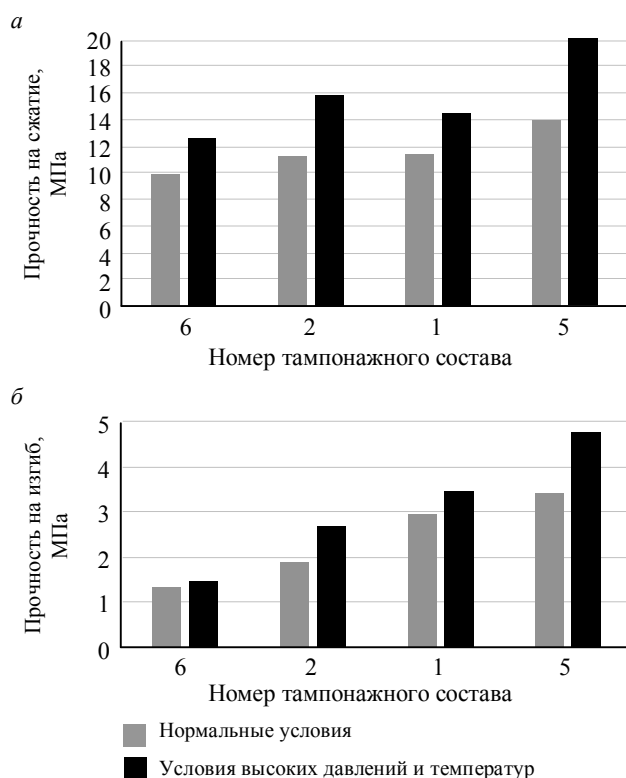 а
Прочность на сжатие,
МПа
20
18
16
14
12
10
8
6
4
2
0
6 2 1 5
Номер тампонажного состава
б
Прочность на изгиб,
МПа
5
4
3
2
1
0
6 2 1 5
Номер тампонажного состава
Нормальные условия
Условия высоких давлений и температур